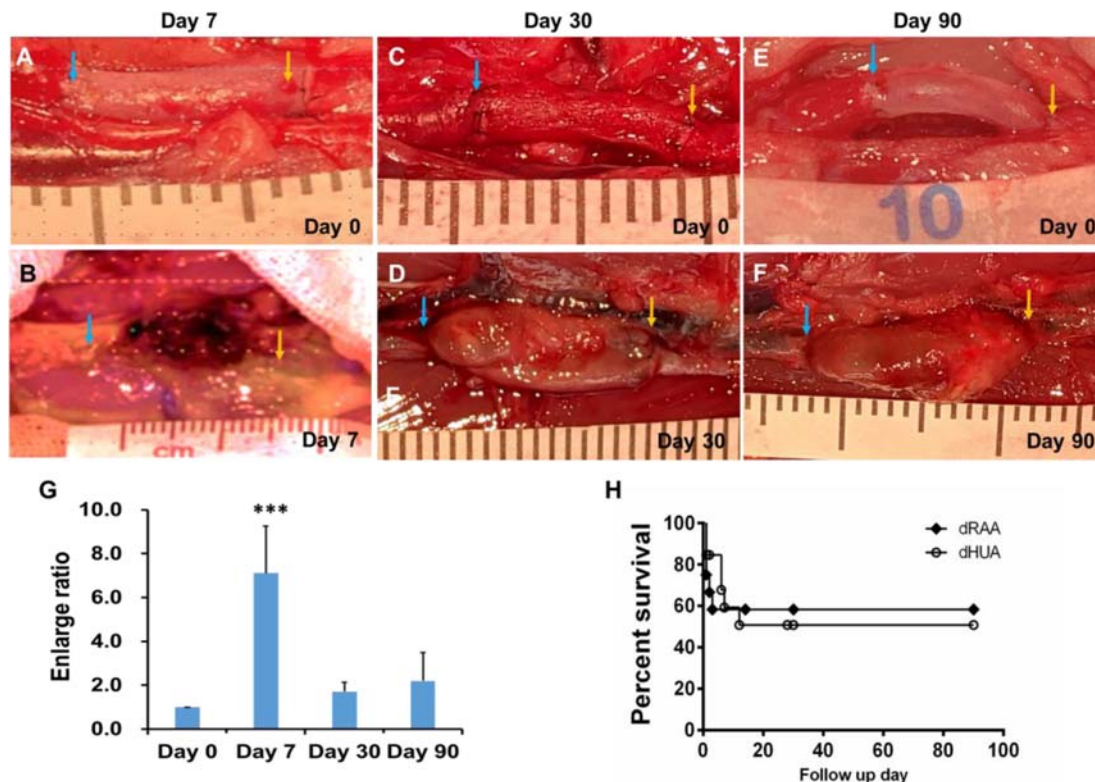 Day 7 Day 30 Day 90
A C E
Day 0 Day 0 10 Day 0
B D F
F
cm Day 7 Day 30 Day 90
G H
Enlarge ratio
10.0
8.0
6.0
4.0
2.0
0.0
***
Day 0 Day 7 Day 30 Day 90
Percent survival
100
80
60
40
20
0
dRAA
dHUA
0 20 40 60 80 100
Follow up day